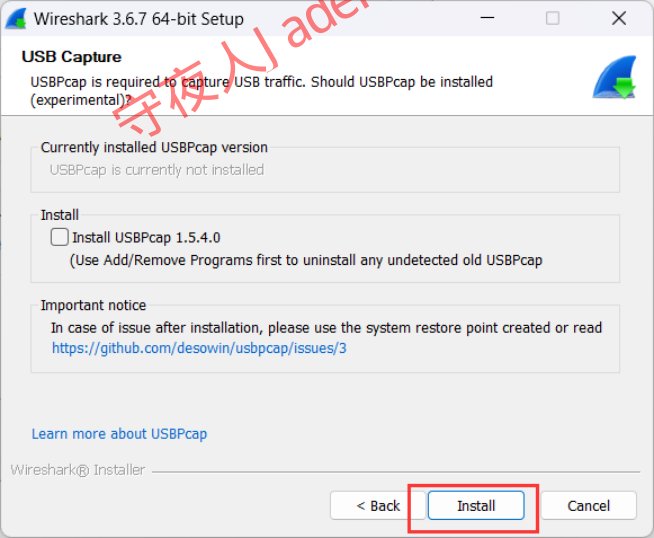 Wireshark 3.6.7 64-bit Setup
USB Capture
USBPcap is required to capture USB traffic. Should USBPcap be installed
(experimental)?
守夜人J ade
Currently installed USBPcap version
USBPcap is currently not installed
Install
Install USBPcap 1.5.4.0
(Use Add/Remove Programs first to uninstall any undetected old USBPcap
Important notice
In case of issue after installation, please use the system restore point created or read
https://github.com/desowin/usbpcap/issues/3
Learn more about USBPcap
Wireshark® Installer
< Back
Install
Cancel